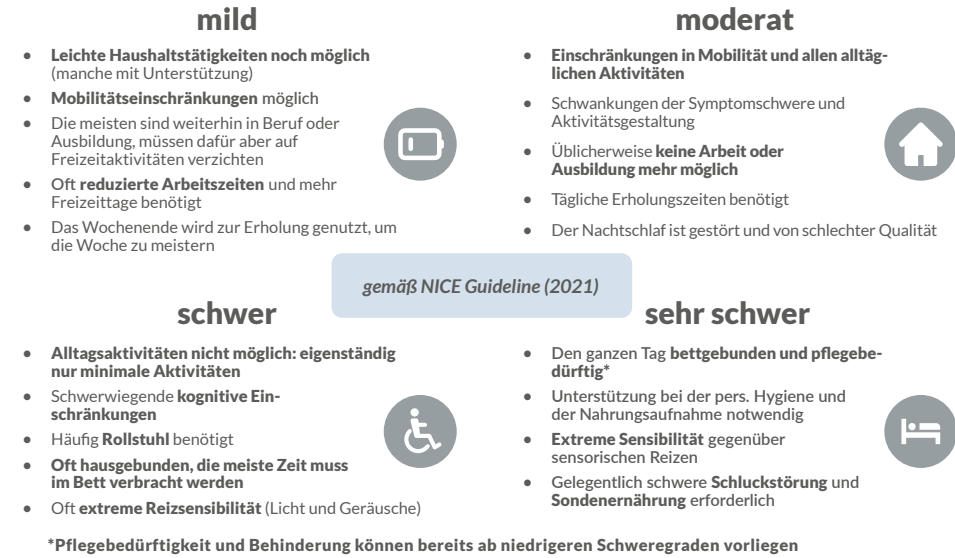 mild
• Leichte Haushaltstätigkeiten noch möglich
(manche mit Unterstützung)
• Mobilitätseinschränkungen möglich
• Die meisten sind weiterhin in Beruf oder
Ausbildung, müssen dafür aber auf
Freizeitaktivitäten verzichten
• Oft reduzierte Arbeitszeiten und mehr
Freizeittage benötigt
• Das Wochenende wird zur Erholung genutzt, um
die Woche zu meistern
moderat
• Einschränkungen in Mobilität und allen alltäg-
lichen Aktivitäten
• Schwankungen der Symptomschwere und
Aktivitätsgestaltung
• Üblicherweise keine Arbeit oder
Ausbildung mehr möglich
• Tägliche Erholungszeiten benötigt
• Der Nachtschlaf ist gestört und von schlechter Qualität
gemäß NICE Guideline (2021)
schwer
• Alltagsaktivitäten nicht möglich: eigenständig
nur minimale Aktivitäten
• Schwerwiegende kognitive Ein-
schränkungen
• Häufig Rollstuhl benötigt
• Oft hausgebunden, die meiste Zeit muss
im Bett verbracht werden
• Oft extreme Reizsensibilität (Licht und Geräusche)
sehr schwer
• Den ganzen Tag bettgebunden und pflegebe-
dürftig*
• Unterstützung bei der pers. Hygiene und
der Nahrungsaufnahme notwendig
• Extreme Sensibilität gegenüber
sensorischen Reizen
• Gelegentlich schwere Schluckstörung und
Sondenernährung erforderlich
*Pflegebedürftigkeit und Behinderung können bereits ab niedrigeren Schweregraden vorliegen